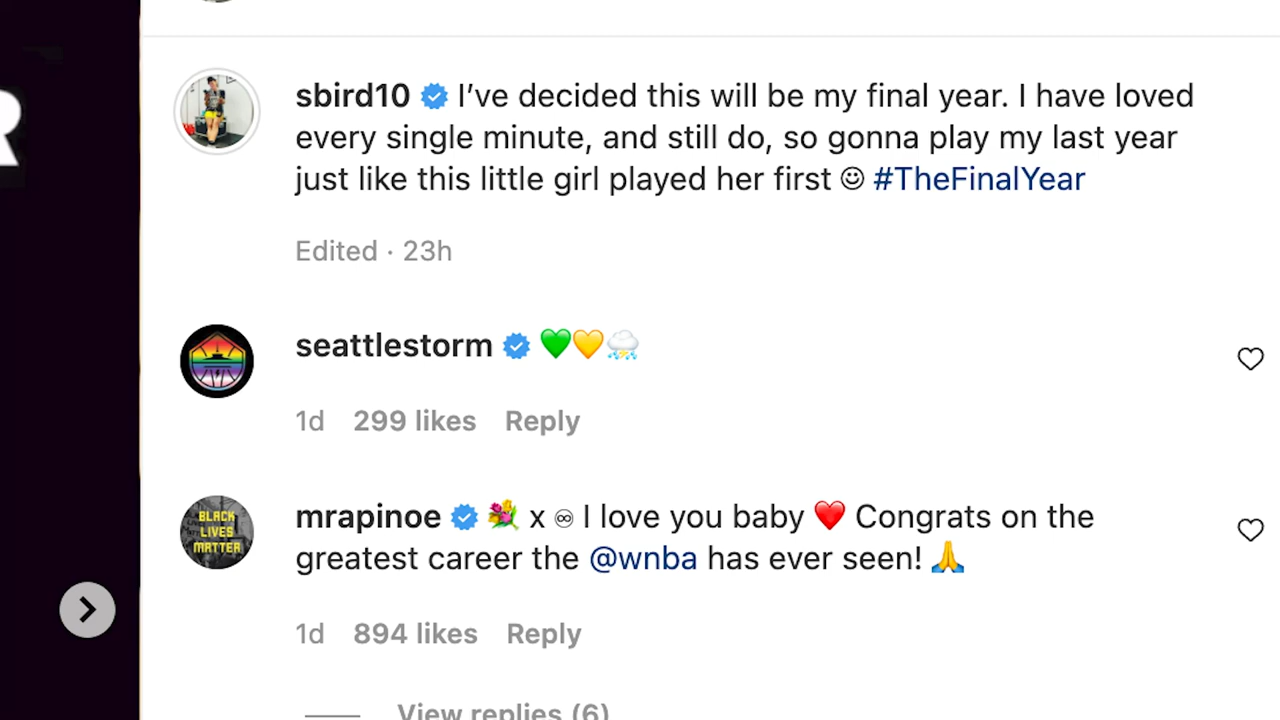 R
sbird10 I’ve decided this will be my final year. I have loved
every single minute, and still do, so gonna play my last year
just like this little girl played her first ☺ #TheFinalYear
Edited · 23h
seattlestorm 💚💛⛈
1d 299 likes Reply
BLACK
LIVES
MATTER
mrapinoe 💐 x ♾ I love you baby ❤️ Congrats on the
greatest career the @wnba has ever seen! 🙏
1d 894 likes Reply
View replies (6)